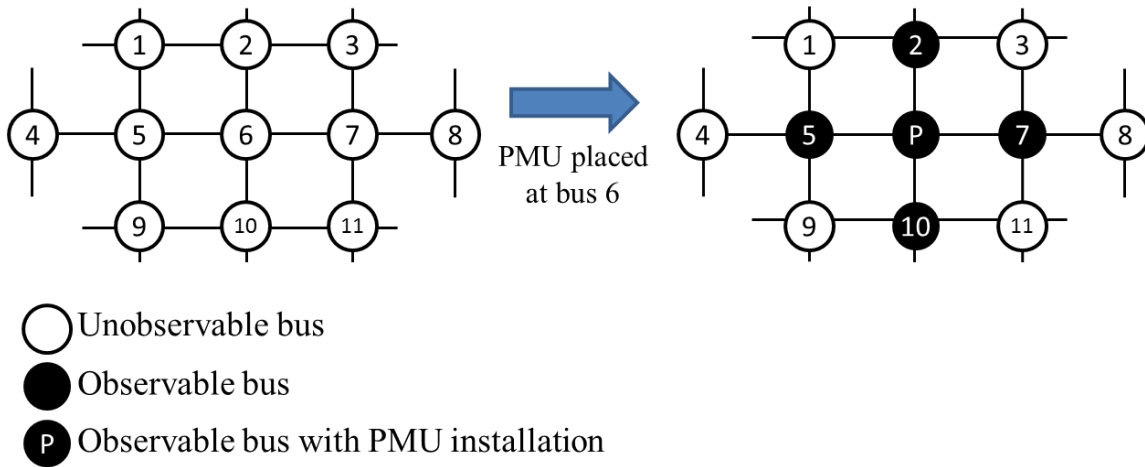 1 2 3 1 2 3
4 5 6 7 8 PMU placed 4 5 P 7 8
at bus 6
9 10 11 9 10 11
Unobservable bus
Observable bus
P Observable bus with PMU installation